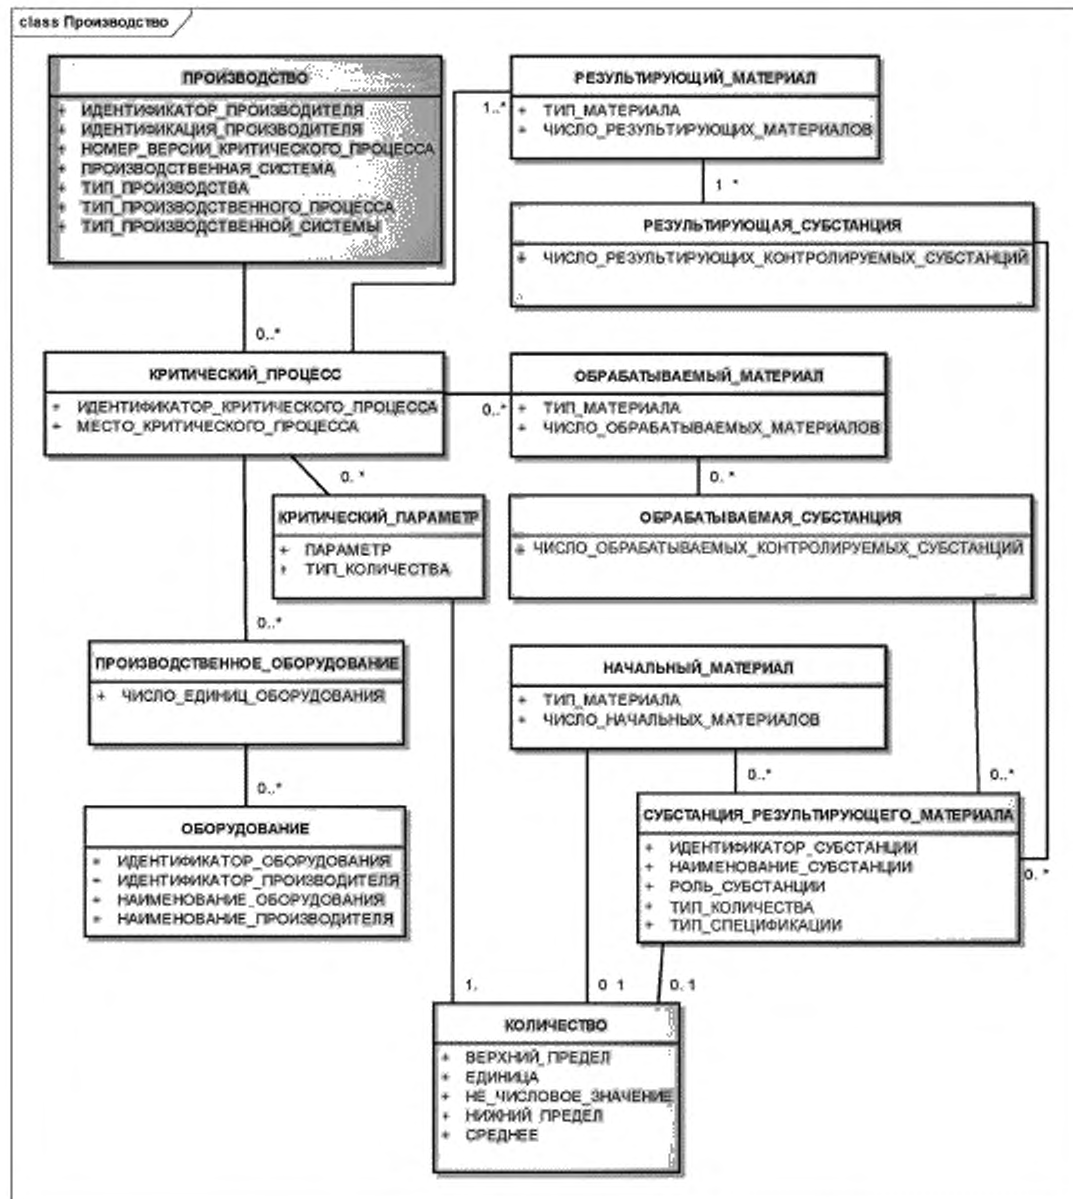 class Производство
ПРОИЗВОДСТВО
+ ИДЕНТИФИКАТОР_ПРОИЗВОДИТЕЛЯ
+ ИДЕНТИФИКАЦИЯ_ПРОИЗВОДИТЕЛЯ
+ НОМЕР_ВЕРСИИ_КРИТИЧЕСКОГО_ПРОЦЕССА
+ ПРОИЗВОДСТВЕННАЯ_СИСТЕМА
+ ТИП_ПРОИЗВОДСТВА
+ ТИП_ПРОИЗВОДСТВЕННОГО_ПРОЦЕССА
+ ТИП_ПРОИЗВОДСТВЕННОЙ_СИСТЕМЫ
РЕЗУЛЬТИРУЮЩИЙ_МАТЕРИАЛ
1..*
+ ТИП_МАТЕРИАЛА
+ ЧИСЛО_РЕЗУЛЬТИРУЮЩИХ_МАТЕРИАЛОВ
1 *
РЕЗУЛЬТИРУЮЩАЯ_СУБСТАНЦИЯ
+ ЧИСЛО_РЕЗУЛЬТИРУЮЩИХ_КОНТРОЛИРУЕМЫХ_СУБСТАНЦИЙ
0..*
КРИТИЧЕСКИЙ_ПРОЦЕСС
+ ИДЕНТИФИКАТОР_КРИТИЧЕСКОГО_ПРОЦЕССА
+ МЕСТО_КРИТИЧЕСКОГО_ПРОЦЕССА
ОБРАБАТЫВАЕМЫЙ_МАТЕРИАЛ
0..*
+ ТИП_МАТЕРИАЛА
+ ЧИСЛО_ОБРАБАТЫВАЕМЫХ_МАТЕРИАЛОВ
0. *
КРИТИЧЕСКИЙ_ПАРАМЕТР
+ ПАРАМЕТР
+ ТИП_КОЛИЧЕСТВА
0. *
ОБРАБАТЫВАЕМАЯ_СУБСТАНЦИЯ
+ ЧИСЛО_ОБРАБАТЫВАЕМЫХ_КОНТРОЛИРУЕМЫХ_СУБСТАНЦИЙ
0..*
ПРОИЗВОДСТВЕННОЕ_ОБОРУДОВАНИЕ
+ ЧИСЛО_ЕДИНИЦ_ОБОРУДОВАНИЯ
НАЧАЛЬНЫЙ_МАТЕРИАЛ
+ ТИП_МАТЕРИАЛА
+ ЧИСЛО_НАЧАЛЬНЫХ_МАТЕРИАЛОВ
0..*
ОБОРУДОВАНИЕ
+ ИДЕНТИФИКАТОР_ОБОРУДОВАНИЯ
+ ИДЕНТИФИКАТОР_ПРОИЗВОДИТЕЛЯ
+ НАИМЕНОВАНИЕ_ОБОРУДОВАНИЯ
+ НАИМЕНОВАНИЕ_ПРОИЗВОДИТЕЛЯ
0..*
0..*
СУБСТАНЦИЯ_РЕЗУЛЬТИРУЮЩЕГО_МАТЕРИАЛА
+ ИДЕНТИФИКАТОР_СУБСТАНЦИИ
+ НАИМЕНОВАНИЕ_СУБСТАНЦИИ
+ РОЛЬ_СУБСТАНЦИИ
+ ТИП_КОЛИЧЕСТВА
+ ТИП_СПЕЦИФИКАЦИИ
0. *
1.
0 1
0. 1
КОЛИЧЕСТВО
+ ВЕРХНИЙ_ПРЕДЕЛ
+ ЕДИНИЦА
+ НЕ_ЧИСЛОВОЕ_ЗНАЧЕНИЕ
+ НИЖНИЙ_ПРЕДЕЛ
+ СРЕДНЕЕ